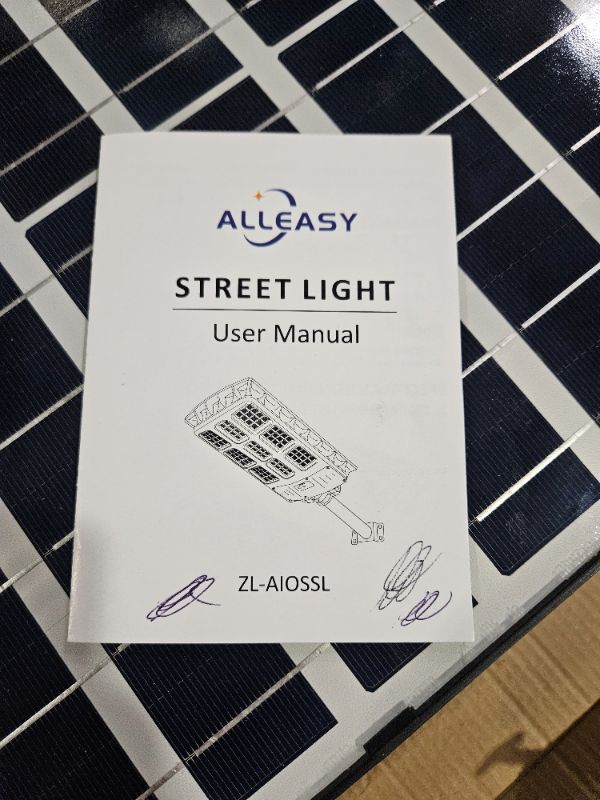 ALLEASY
STREET LIGHT
User Manual
ZL-AIOSSL